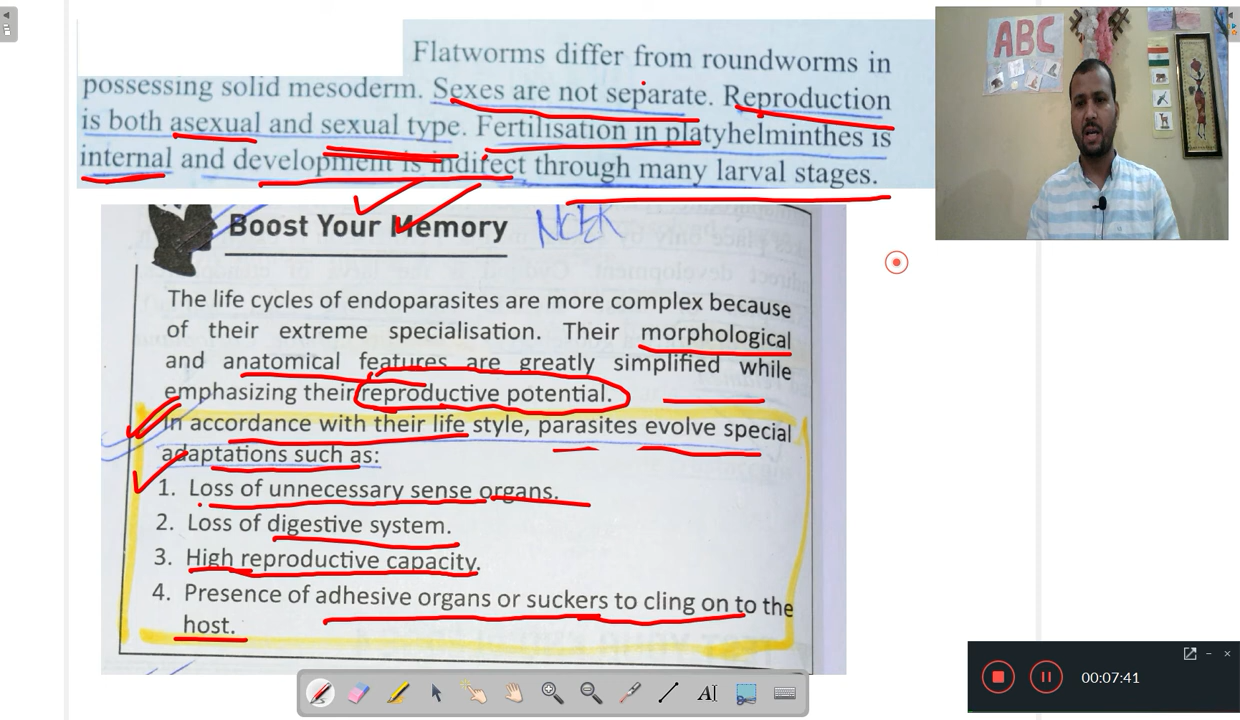 Flatworms differ from roundworms in
possessing solid mesoderm. Sexes are not separate. Reproduction
is both asexual and sexual type. Fertilisation in platyhelminthes is
internal and development is indirect through many larval stages.
Boost Your Memory
The life cycles of endoparasites are more complex because
of their extreme specialisation. Their morphological
and anatomical features are greatly simplified while
emphasizing their reproductive potential.
In accordance with their life style, parasites evolve special
adaptations such as:
1. Loss of unnecessary sense organs.
2. Loss of digestive system.
3. High reproductive capacity.
4. Presence of adhesive organs or suckers to cling on to the
host.
ABC
00:07:41
AI